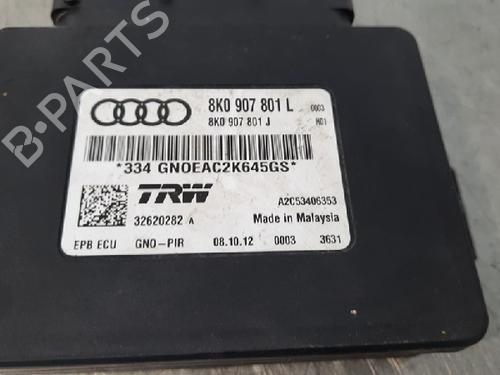 8K0 907 801 L 0003
8K0 907 801 J H01
*334 GNOEAC2K645GS*
TRW A2C53406353
32620282 A Made in Malaysia
EPB ECU GNO-PIR 08.10.12 0003 3631
B-PARTS